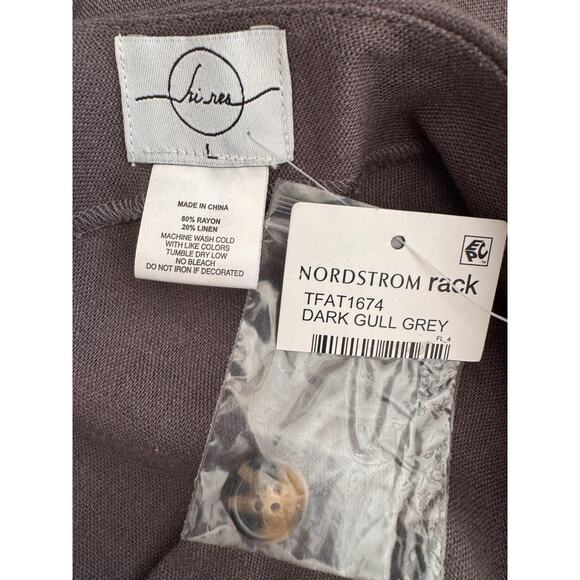 hi res
L
MADE IN CHINA
80% RAYON
20% LINEN
MACHINE WASH COLD
WITH LIKE COLORS
TUMBLE DRY LOW
NO BLEACH
DO NOT IRON IF DECORATED
NORDSTROM rack
TFAT1674
DARK GULL GREY
FL_4